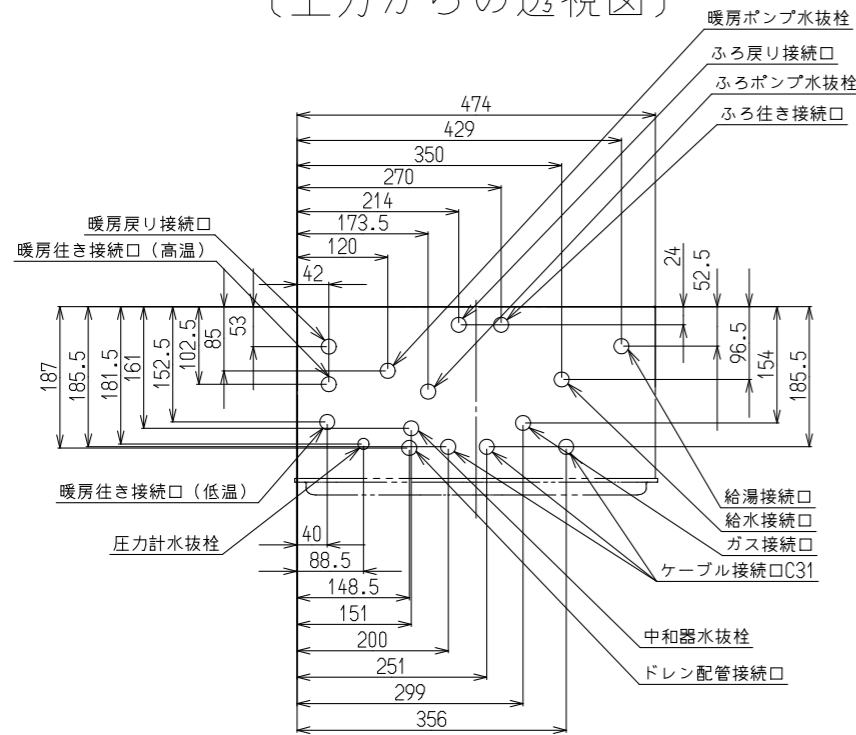 〔上方からの透視図〕
暖房ポンプ水抜栓
ふろ戻り接続口
ふろポンプ水抜栓
ふろ往き接続口
474
429
350
270
214
173.5
120
42
暖房戻り接続口
暖房往き接続口（高温）
24
52.5
96.5
154
185.5
187
185.5
181.5
161
152.5
102.5
85
53
暖房往き接続口（低温）
圧力計水抜栓
給湯接続口
給水接続口
ガス接続口
ケーブル接続口C31
中和器水抜栓
ドレン配管接続口
40
88.5
148.5
151
200
251
299
356